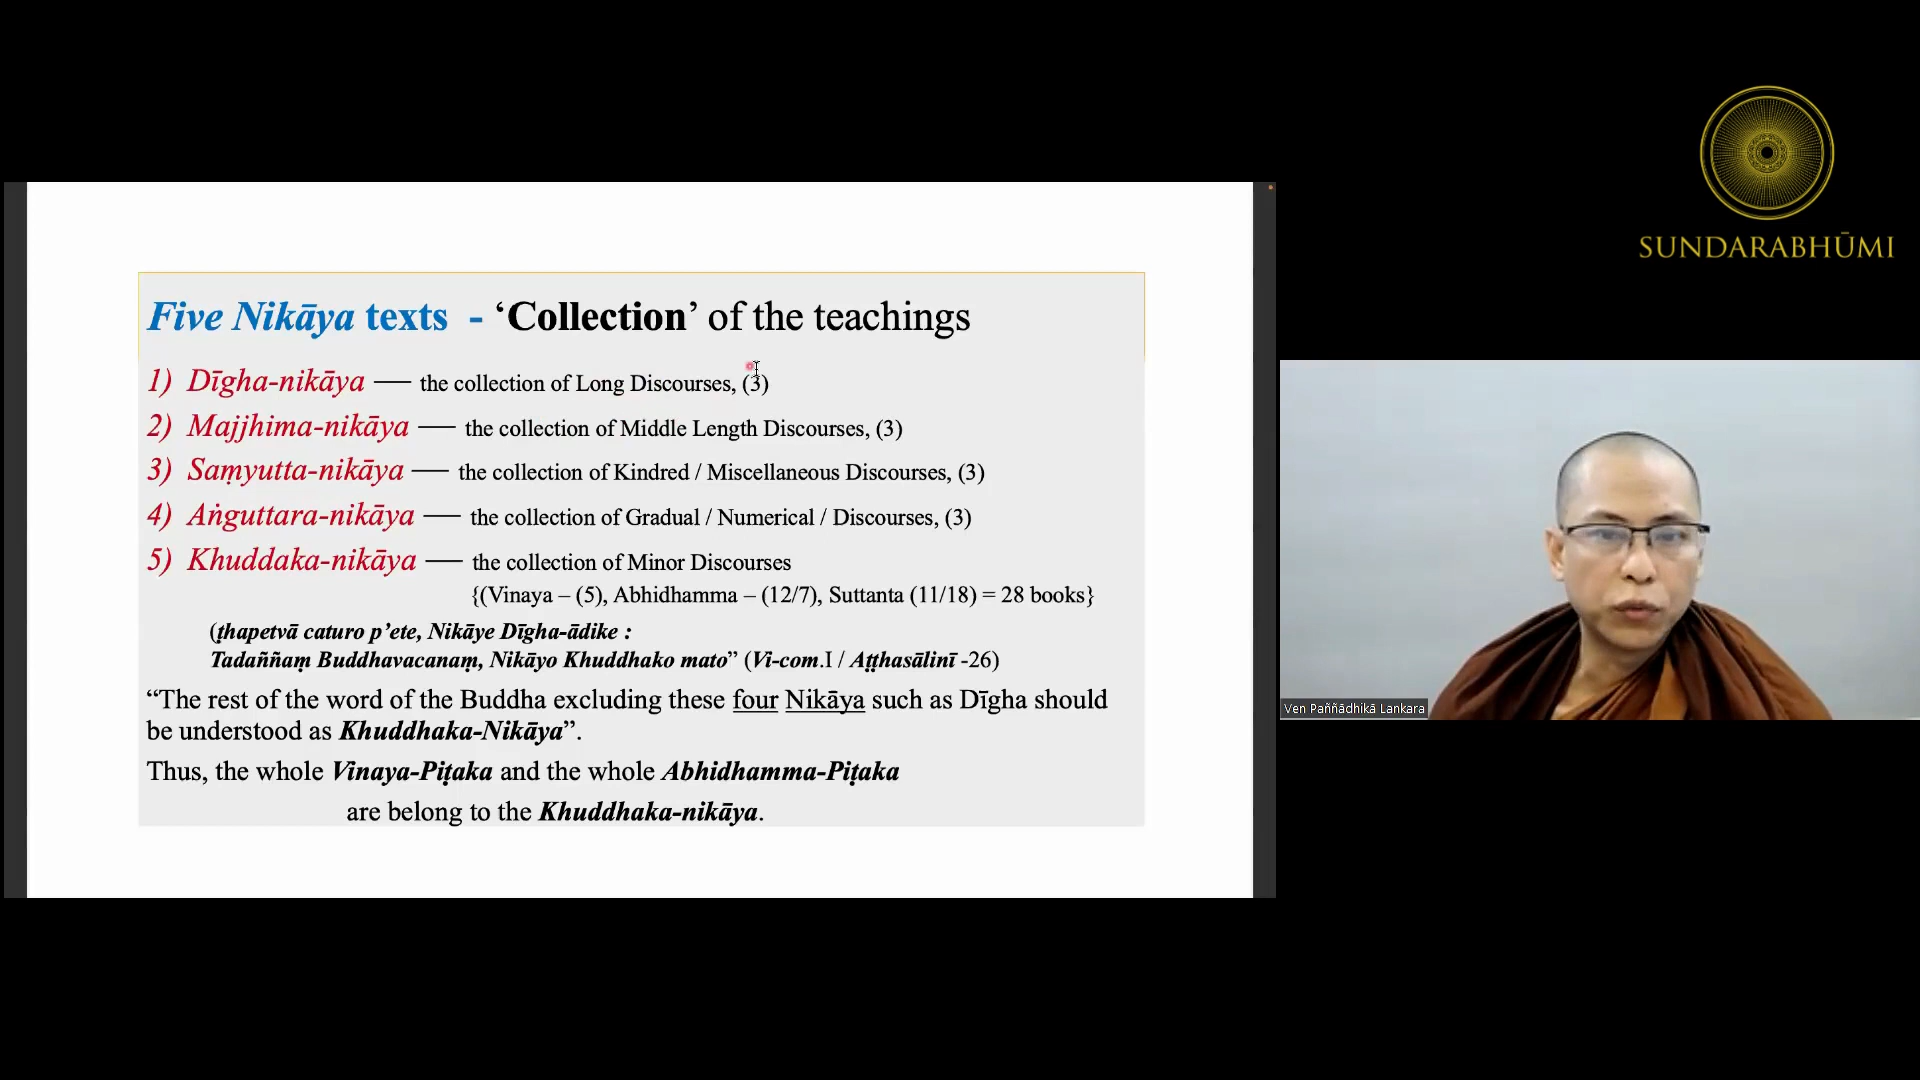 SUNDARABHŪMI
Five Nikāya texts - ‘Collection’ of the teachings
1) Dīgha-nikāya — the collection of Long Discourses, (3)
2) Majjhima-nikāya — the collection of Middle Length Discourses, (3)
3) Saṃyutta-nikāya — the collection of Kindred / Miscellaneous Discourses, (3)
4) Aṅguttara-nikāya — the collection of Gradual / Numerical / Discourses, (3)
5) Khuddaka-nikāya — the collection of Minor Discourses
{(Vinaya – (5), Abhidhamma – (12/7), Suttanta (11/18) = 28 books}
(ṭhapetvā caturo p’ete, Nikāye Dīgha-ādike :
Tadaññaṃ Buddhavacanaṃ, Nikāyo Khuddhako mato” (Vi-com.I / Aṭṭhasālinī -26)
“The rest of the word of the Buddha excluding these four Nikāya such as Dīgha should
be understood as Khuddhaka-Nikāya”.
Thus, the whole Vinaya-Piṭaka and the whole Abhidhamma-Piṭaka
are belong to the Khuddhaka-nikāya.
Ven Paññādhikā Lankara